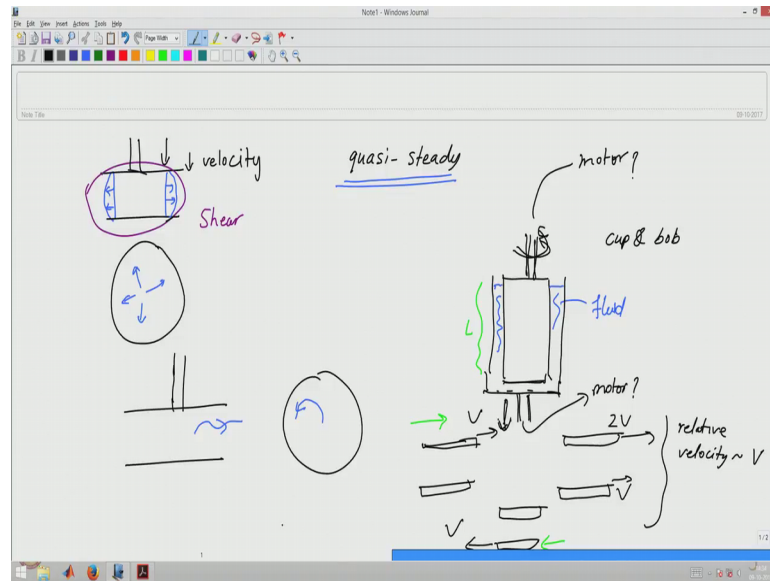 Note1 - Windows Journal
File Edit View Insert Actions Tools Help
Page Width
B I
Note Title
03-10-2017
velocity
quasi-steady
motor?
Shear
cup & bob
fluid
L
motor?
V
2V
relative
velocity ~ V
V
V
1/2
1